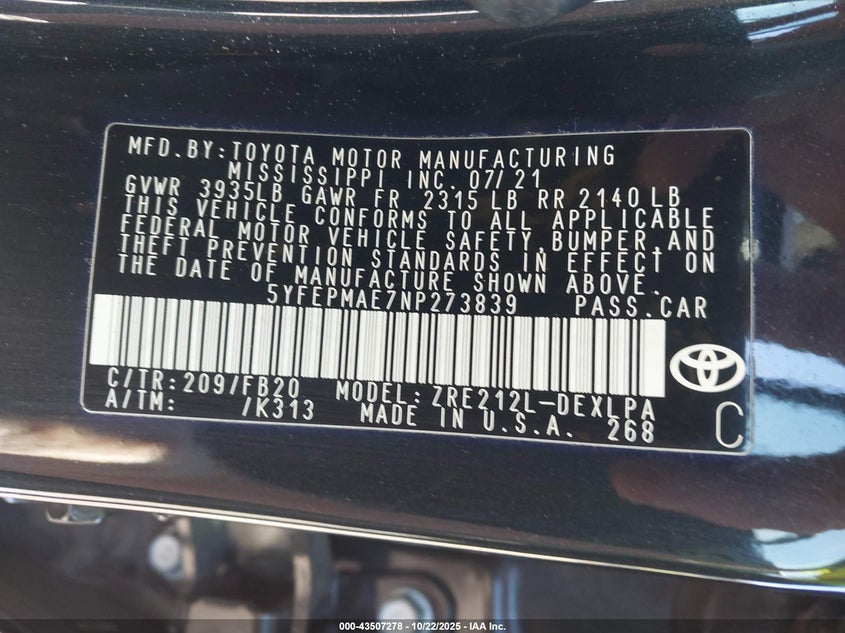 MFD.BY:TOYOTA MOTOR MANUFACTURING
MISSISSIPPI INC. 07/21
GVWR 3935LB GAWR FR 2315 LB RR 2140 LB
THIS VEHICLE CONFORMS TO ALL APPLICABLE
FEDERAL MOTOR VEHICLE SAFETY,BUMPER,AND
THEFT PREVENTION STANDARDS IN EFFECT ON
THE DATE OF MANUFACTURE SHOWN ABOVE.
5YFEPMAE7NP273839 PASS.CAR
C/TR:209/FB20 MODEL: ZRE212L-DEXLPA
A/TM: /K313 MADE IN U.S.A. 268
C
000-43507278 - 10/22/2025 - IAA Inc.